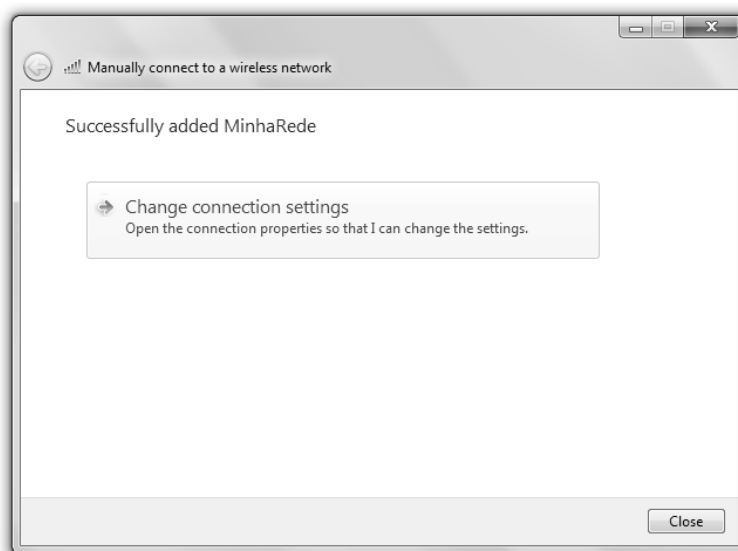 Manually connect to a wireless network
Successfully added MinhaRede
Change connection settings
Open the connection properties so that I can change the settings.
Close